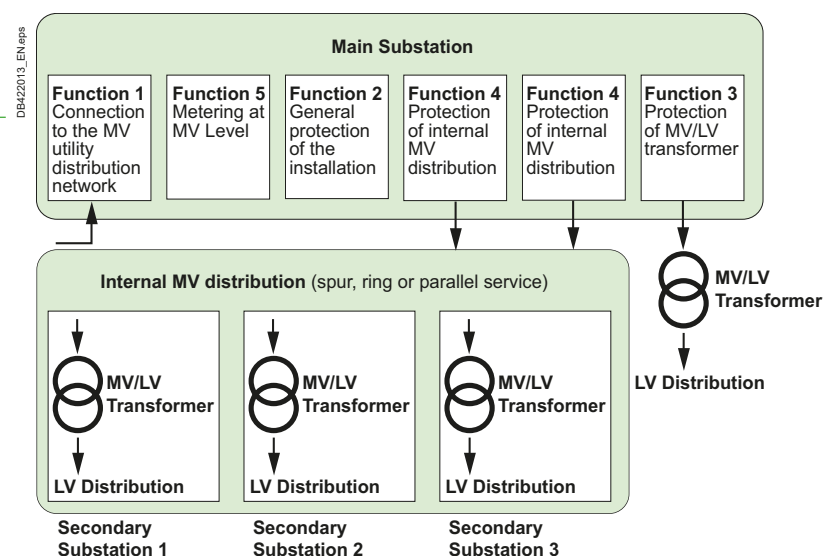 DB422013_EN.eps
Main Substation
Function 1
Connection
to the MV
utility
distribution
network
Function 5
Metering at
MV Level
Function 2
General
protection
of the
installation
Function 4
Protection
of internal
MV
distribution
Function 4
Protection
of internal
MV
distribution
Function 3
Protection
of MV/LV
transformer
MV/LV
Transformer
LV Distribution
Internal MV distribution (spur, ring or parallel service)
MV/LV
Transformer
LV Distribution
MV/LV
Transformer
LV Distribution
MV/LV
Transformer
LV Distribution
Secondary
Substation 1
Secondary
Substation 2
Secondary
Substation 3